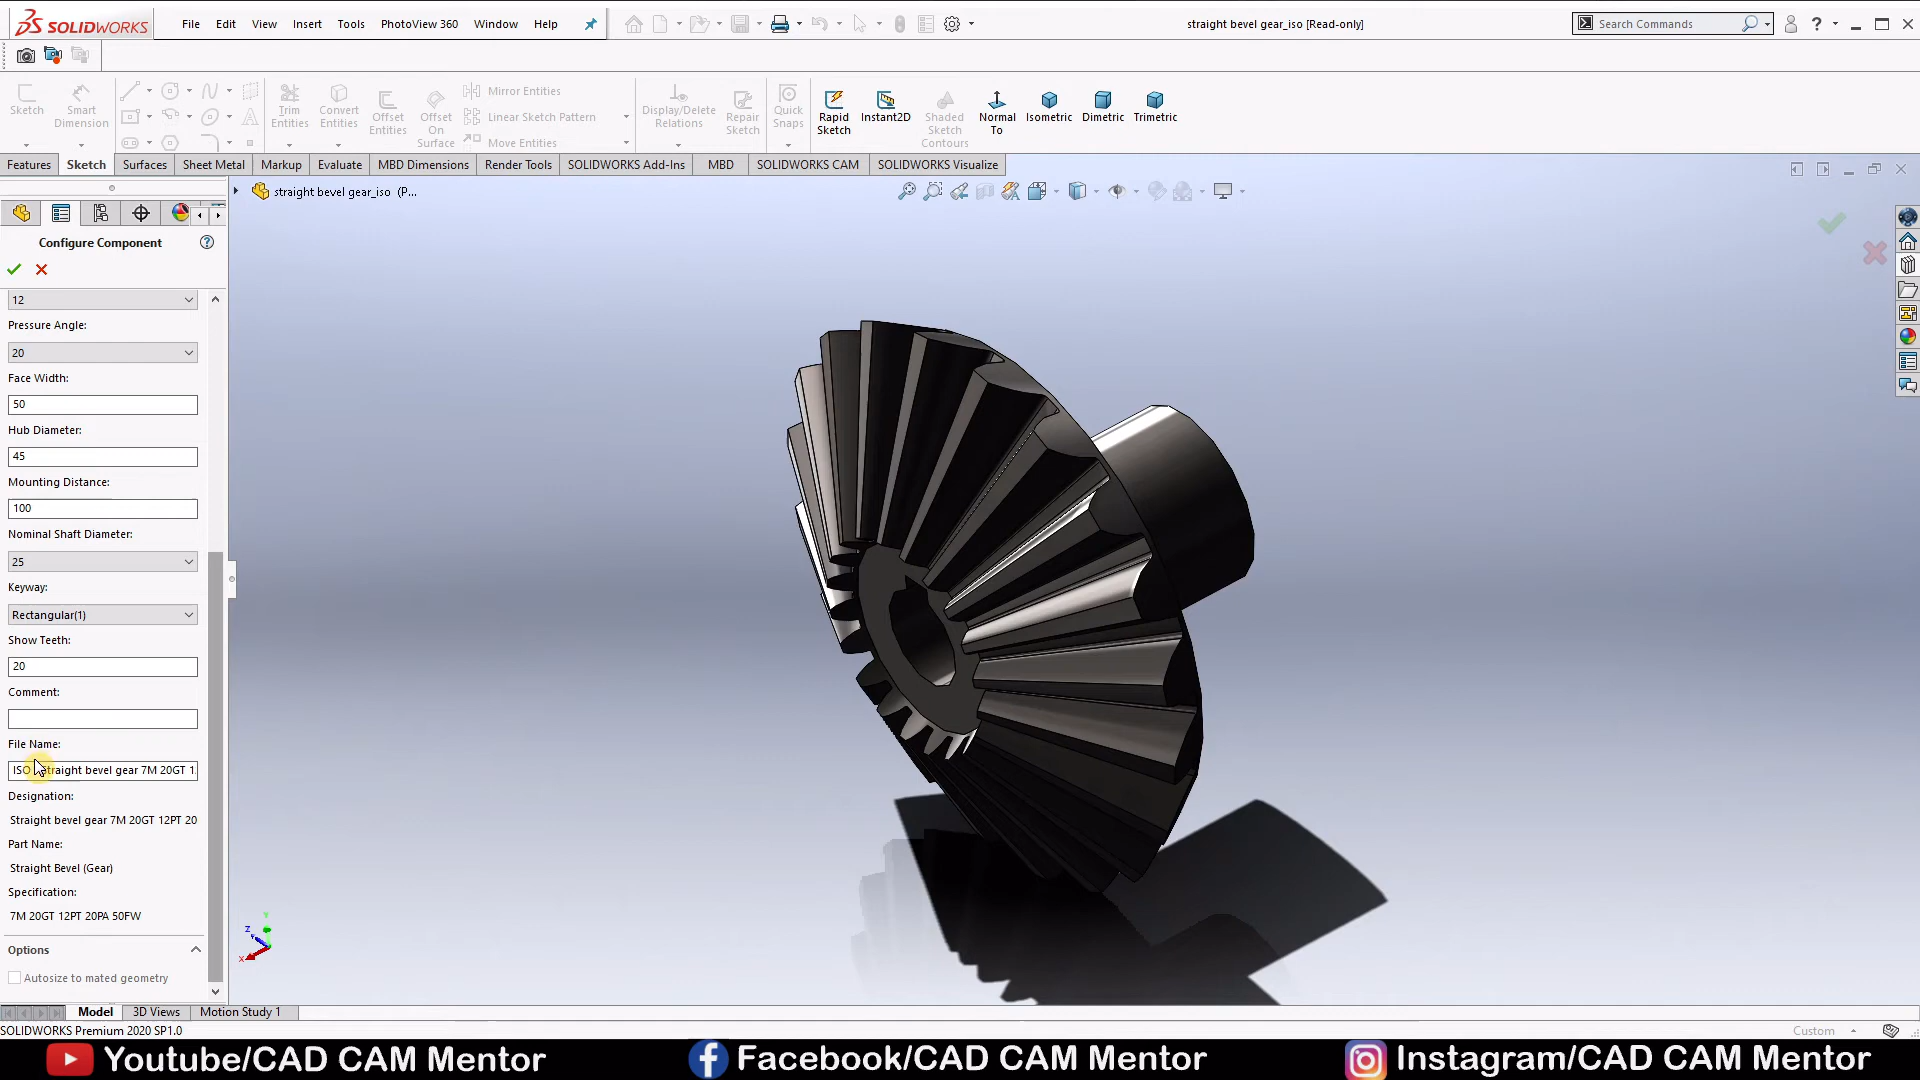 SOLIDWORKS File Edit View Insert Tools PhotoView 360 Window Help straight bevel gear_iso [Read-only] Search Commands
Sketch Smart Dimension Trim Entities Convert Entities Offset Entities Offset On Surface Mirror Entities Linear Sketch Pattern Move Entities Display/Delete Relations Repair Sketch Quick Snaps Rapid Sketch Instant2D Shaded Sketch Contours Normal To Isometric Dimetric Trimetric
Features Sketch Surfaces Sheet Metal Markup Evaluate MBD Dimensions Render Tools SOLIDWORKS Add-Ins MBD SOLIDWORKS CAM SOLIDWORKS Visualize
straight bevel gear_iso (P...
Configure Component
12
Pressure Angle:
20
Face Width:
50
Hub Diameter:
45
Mounting Distance:
100
Nominal Shaft Diameter:
25
Keyway:
Rectangular(1)
Show Teeth:
20
Comment:
File Name:
ISO straight bevel gear 7M 20GT 1
Designation:
Straight bevel gear 7M 20GT 12PT 20
Part Name:
Straight Bevel (Gear)
Specification:
7M 20GT 12PT 20PA 50FW
Options
Autosize to mated geometry
Y
Z
X
Model 3D Views Motion Study 1
SOLIDWORKS Premium 2020 SP1.0 Custom
Youtube/CAD CAM Mentor Facebook/CAD CAM Mentor Instagram/CAD CAM Mentor